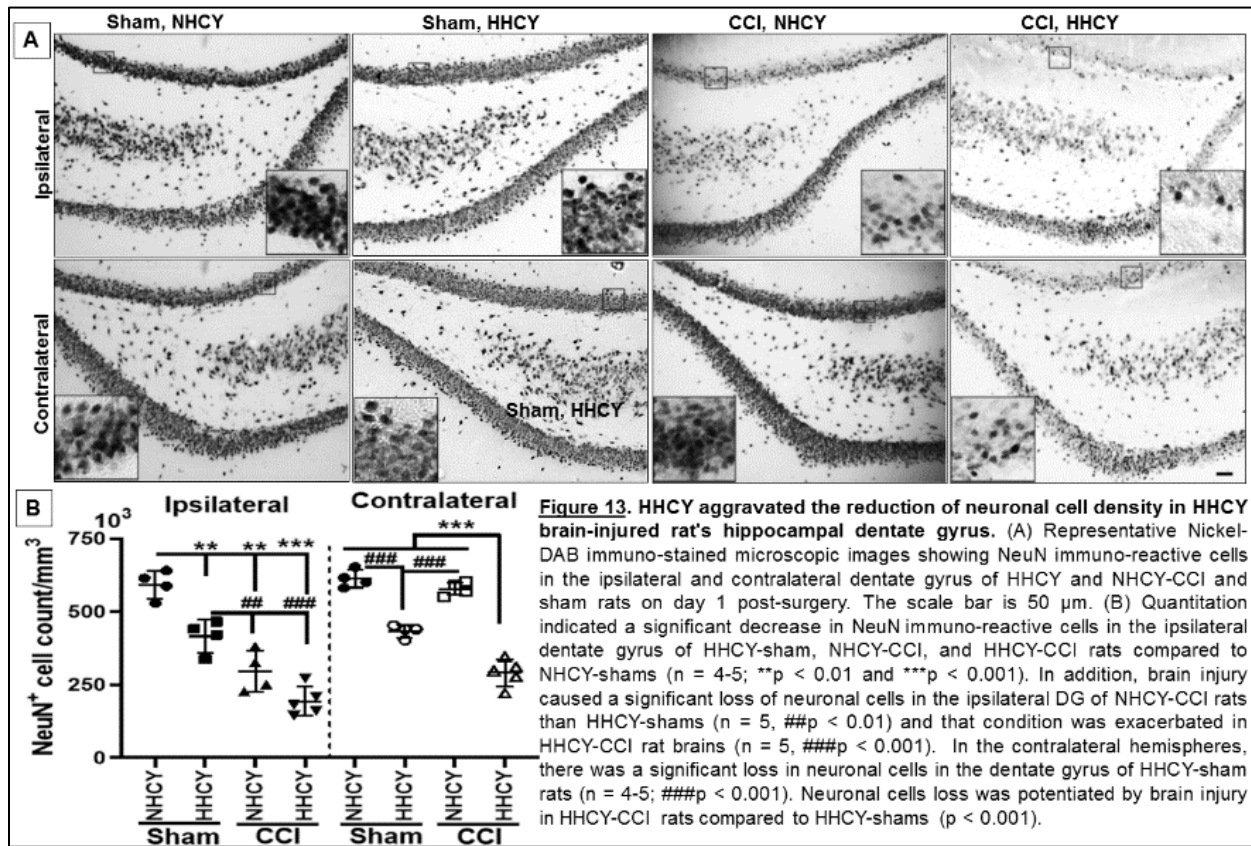 Sham, NHCY
Sham, HHCY
CCI, NHCY
CCI, HHCY
A
Ipsilateral
Contralateral
Sham, HHCY
B
Ipsilateral
Contralateral
10³
NeuN⁺ cell count/mm³
750
500
250
0
**
**
***
##
###
###
###
***
NHCY
HHCY
NHCY
HHCY
NHCY
HHCY
NHCY
HHCY
Sham
CCI
Sham
CCI
Figure 13. HHCY aggravated the reduction of neuronal cell density in HHCY
brain-injured rat's hippocampal dentate gyrus. (A) Representative Nickel-
DAB immuno-stained microscopic images showing NeuN immuno-reactive cells
in the ipsilateral and contralateral dentate gyrus of HHCY and NHCY-CCI and
sham rats on day 1 post-surgery. The scale bar is 50 µm. (B) Quantitation
indicated a significant decrease in NeuN immuno-reactive cells in the ipsilateral
dentate gyrus of HHCY-sham, NHCY-CCI, and HHCY-CCI rats compared to
NHCY-shams (n = 4-5; **p < 0.01 and ***p < 0.001). In addition, brain injury
caused a significant loss of neuronal cells in the ipsilateral DG of NHCY-CCI rats
than HHCY-shams (n = 5, ##p < 0.01) and that condition was exacerbated in
HHCY-CCI rat brains (n = 5, ###p < 0.001). In the contralateral hemispheres,
there was a significant loss in neuronal cells in the dentate gyrus of HHCY-sham
rats (n = 4-5; ###p < 0.001). Neuronal cells loss was potentiated by brain injury
in HHCY-CCI rats compared to HHCY-shams (p < 0.001).